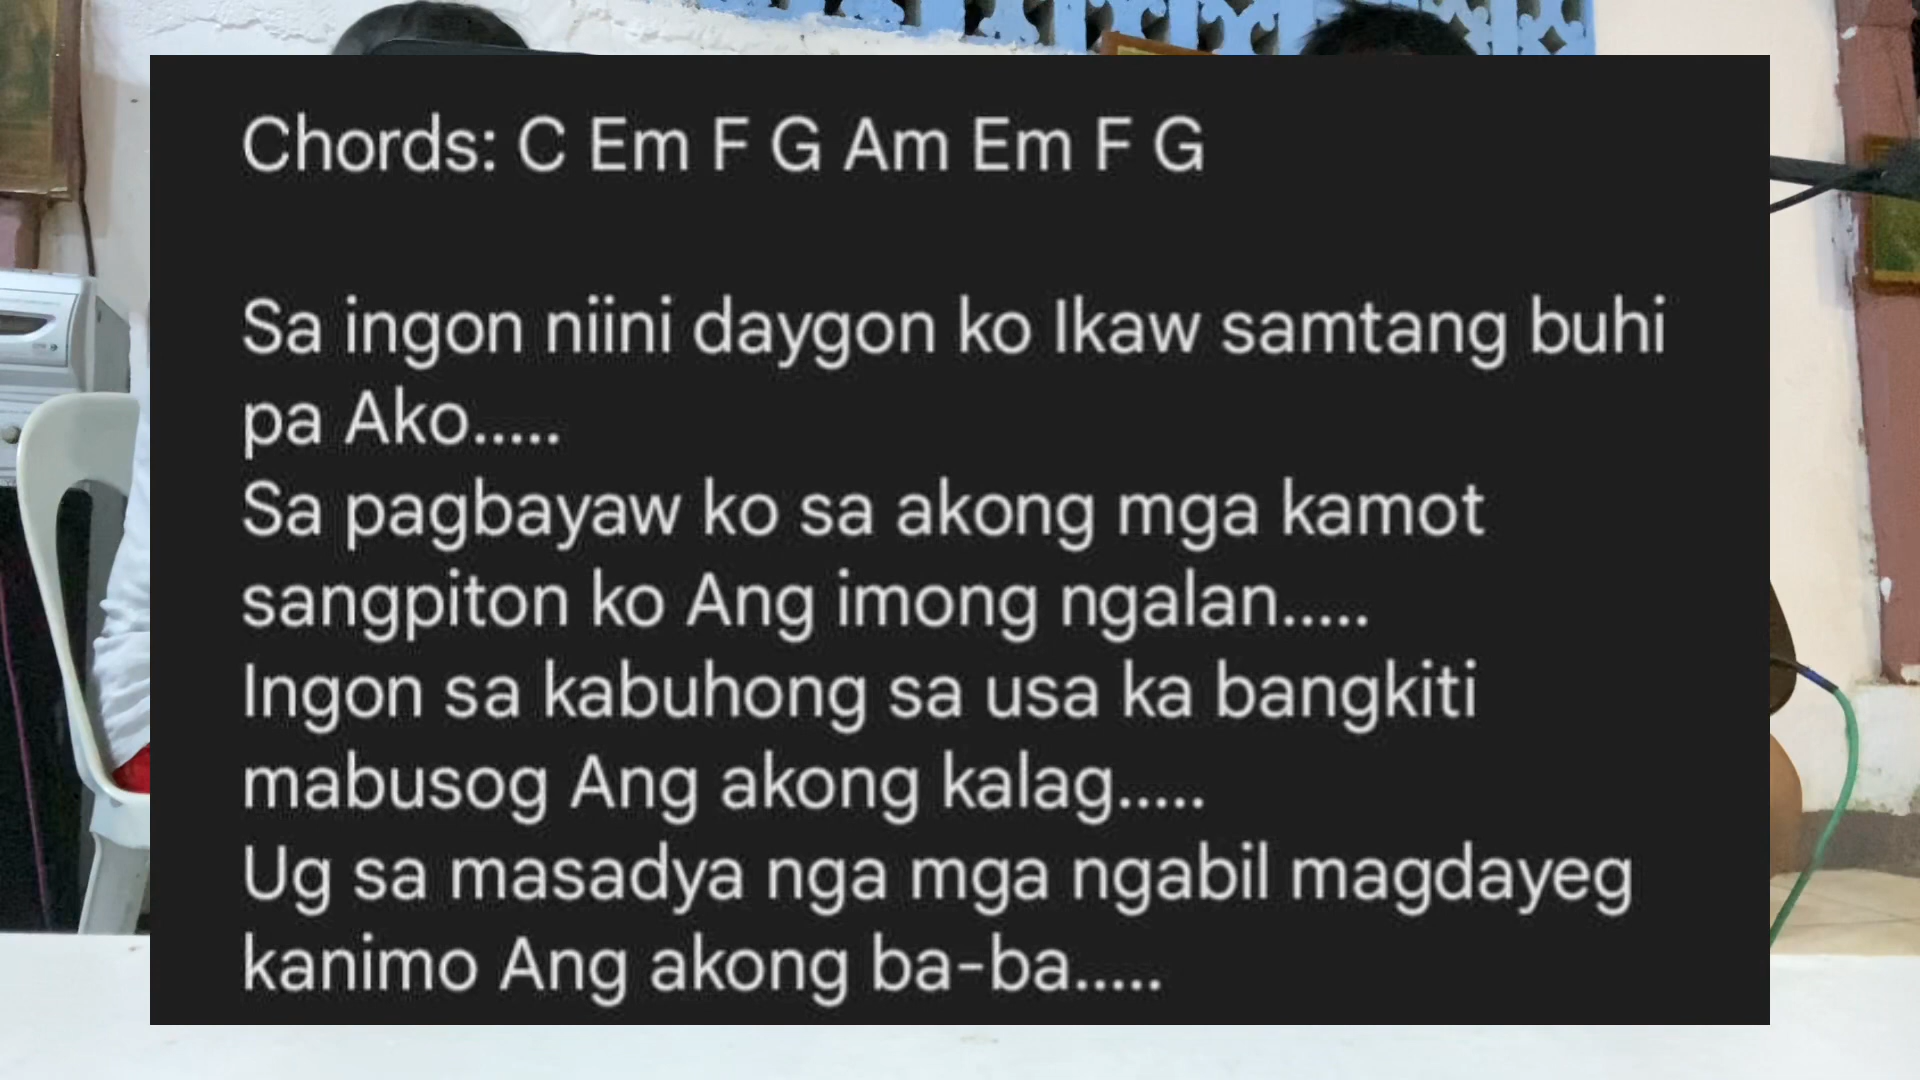 Chords: C Em F G Am Em F G
Sa ingon niini daygon ko Ikaw samtang buhi
pa Ako.....
Sa pagbayaw ko sa akong mga kamot
sangpiton ko Ang imong ngalan.....
Ingon sa kabuhong sa usa ka bangkiti
mabusog Ang akong kalag.....
Ug sa masadya nga mga ngabil magdayeg
kanimo Ang akong ba-ba.....